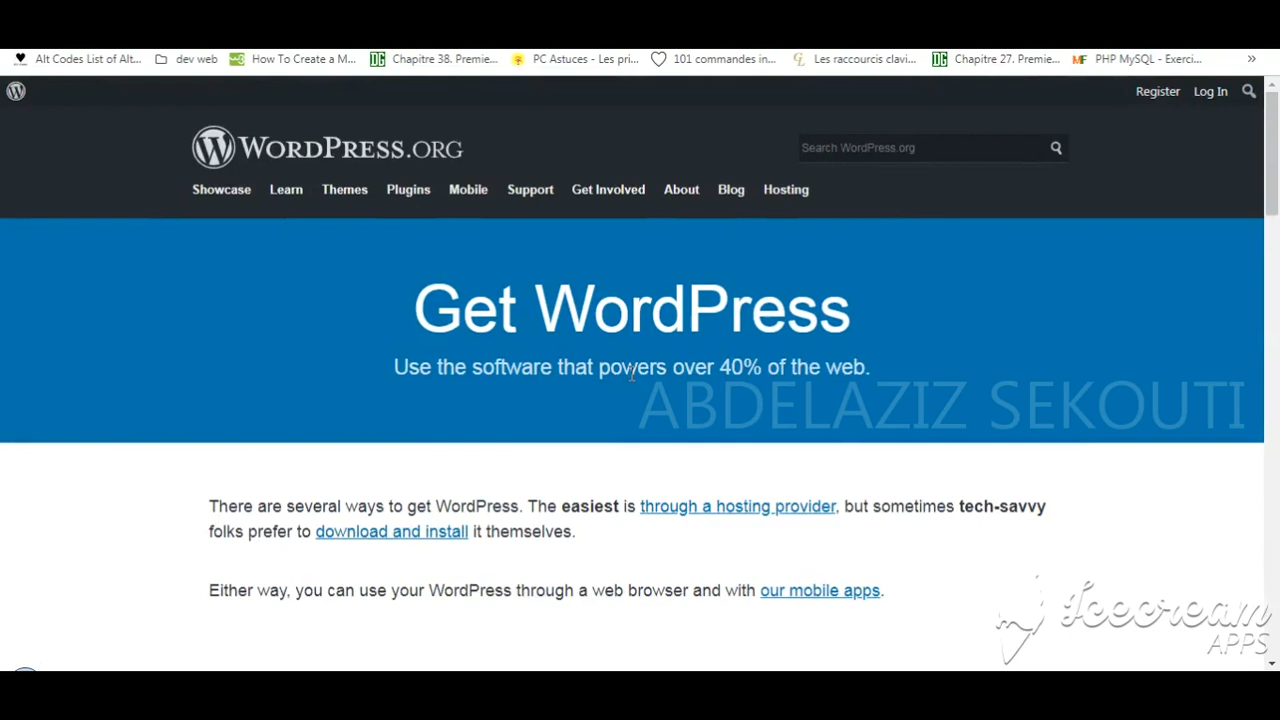 Alt Codes List of Alt... dev web How To Create a M... Chapitre 38. Premie... PC Astuces - Les pri... 101 commandes in... Les raccourcis clavi... Chapitre 27. Premie... PHP MySQL - Exerci... »
Register Log In
WORDPRESS.ORG
Search WordPress.org
Showcase Learn Themes Plugins Mobile Support Get Involved About Blog Hosting
Get WordPress
Use the software that powers over 40% of the web.
ABDELAZIZ SEKOUTI
There are several ways to get WordPress. The easiest is through a hosting provider, but sometimes tech-savvy
folks prefer to download and install it themselves.
Either way, you can use your WordPress through a web browser and with our mobile apps.
Icecream
APPS